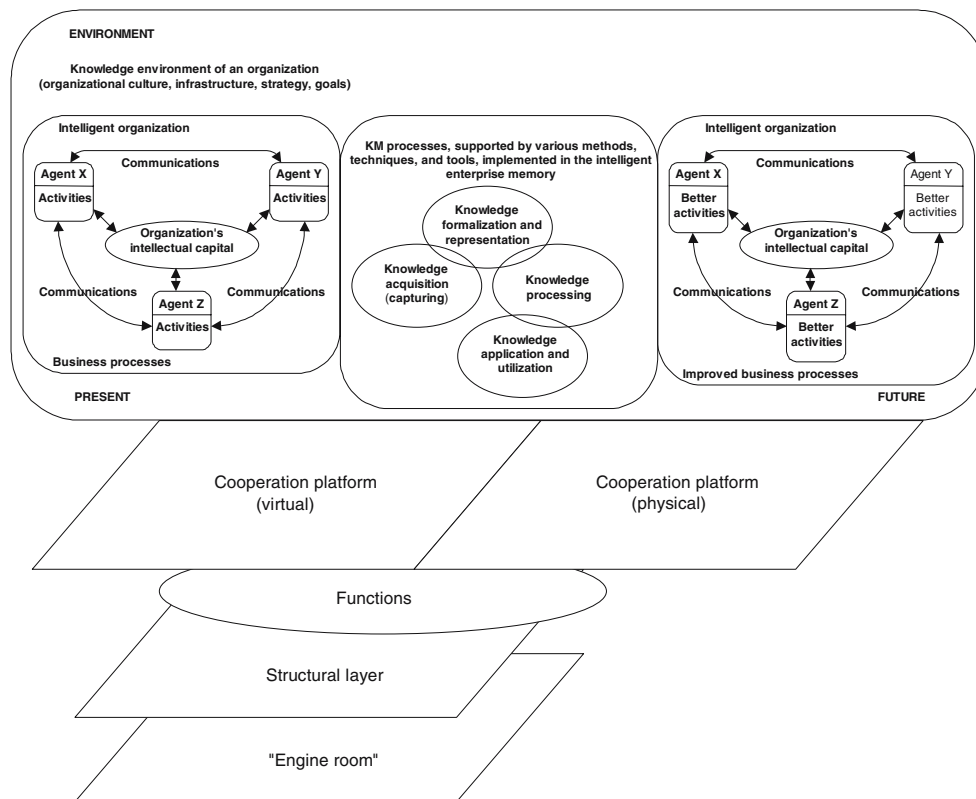 ENVIRONMENT
Knowledge environment of an organization
(organizational culture, infrastructure, strategy, goals)
Intelligent organization
Communications
Agent X
Activities
Agent Y
Activities
Organization's
intellectual capital
Communications
Communications
Agent Z
Activities
Business processes
PRESENT
KM processes, supported by various methods,
techniques, and tools, implemented in the intelligent
enterprise memory
Knowledge
formalization and
representation
Knowledge
acquisition
(capturing)
Knowledge
processing
Knowledge
application and
utilization
Intelligent organization
Communications
Agent X
Better
activities
Agent Y
Better
activities
Organization's
intellectual capital
Communications
Communications
Agent Z
Better
activities
Improved business processes
FUTURE
Cooperation platform
(virtual)
Cooperation platform
(physical)
Functions
Structural layer
"Engine room"